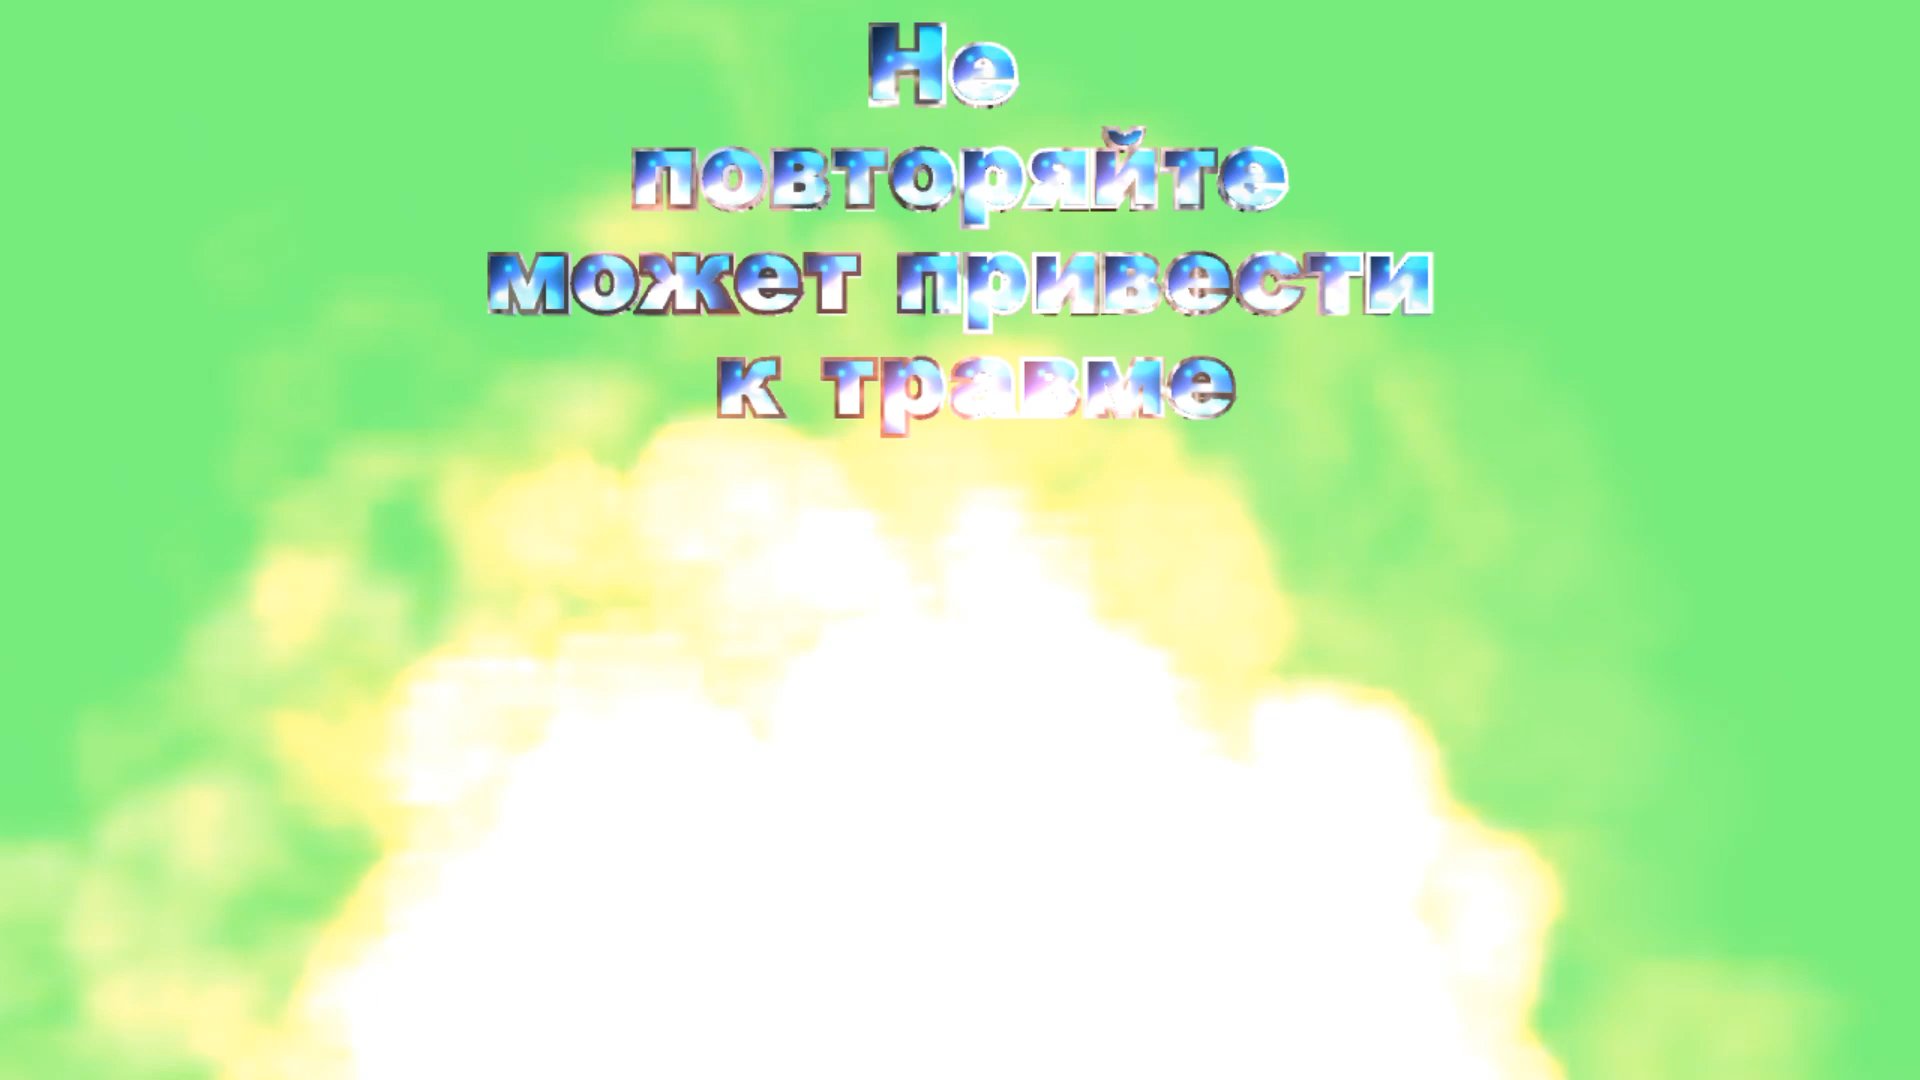 Не
повторяйте
может привести
к травме